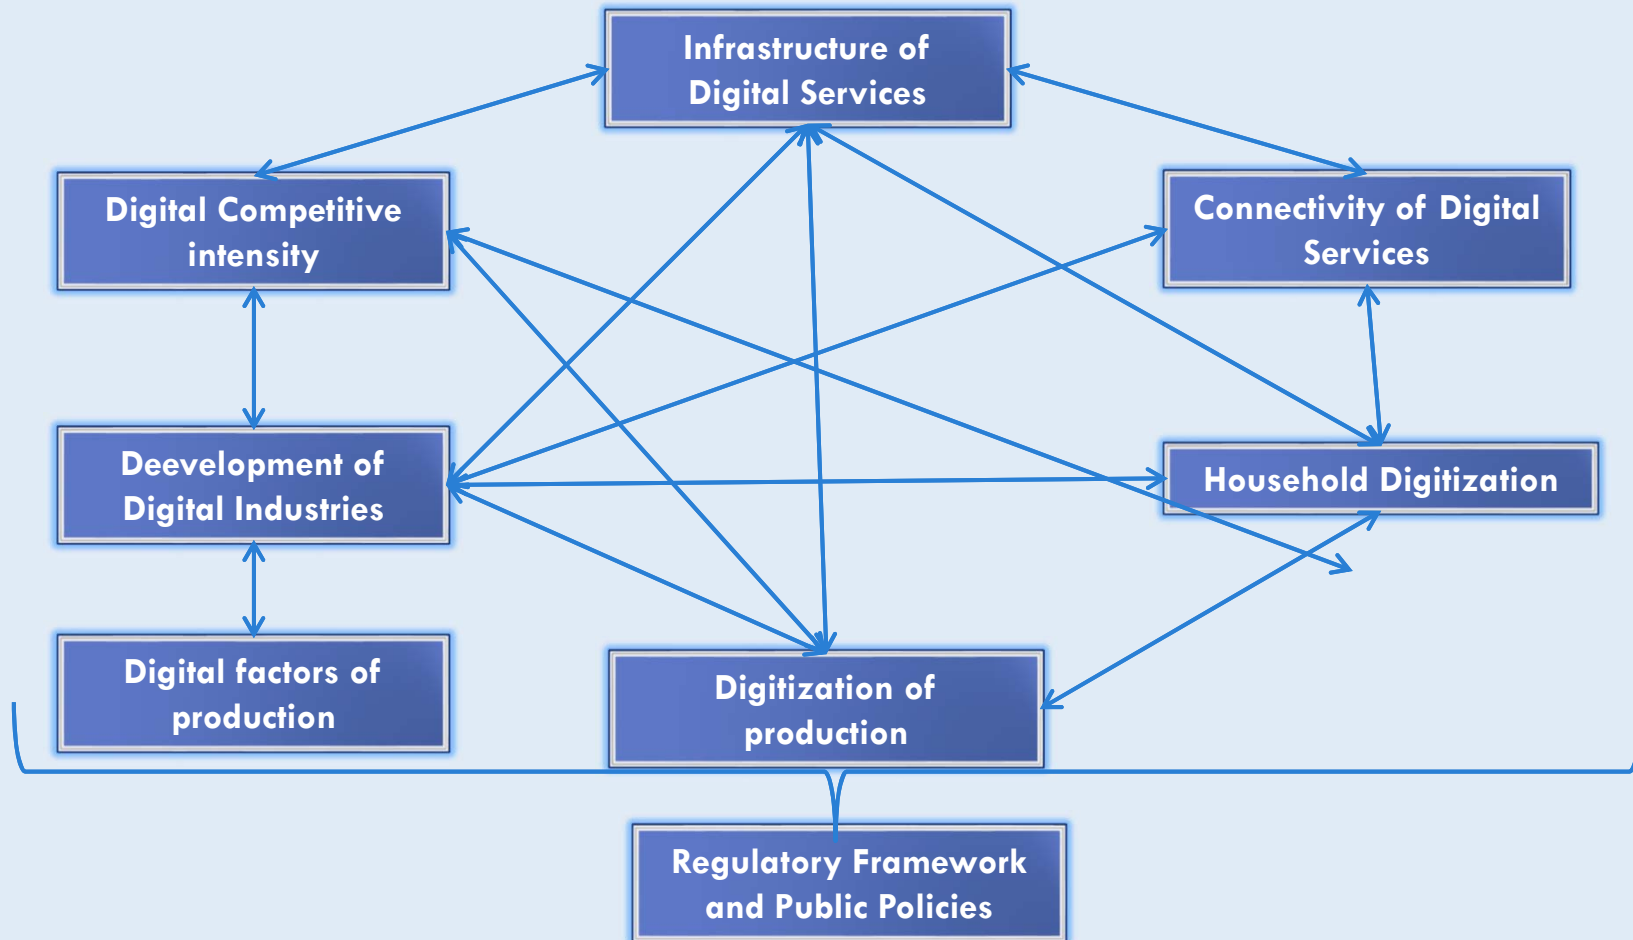 Infrastructure of
Digital Services
Digital Competitive
intensity
Connectivity of Digital
Services
Deevelopment of
Digital Industries
Household Digitization
Digital factors of
production
Digitization of
production
Regulatory Framework
and Public Policies